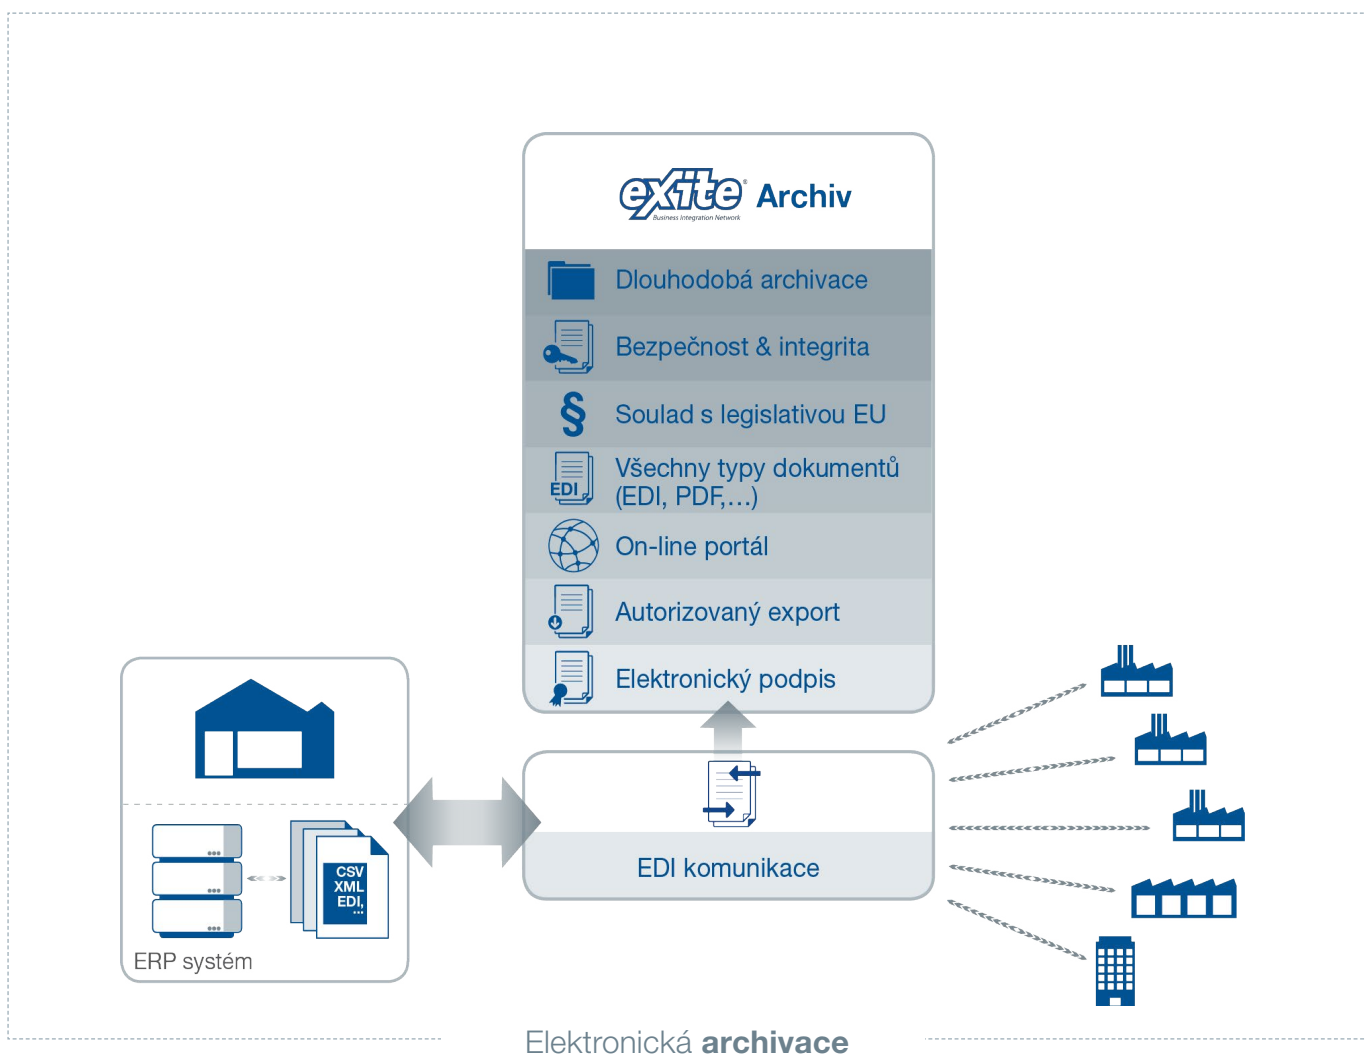 exite® Archiv
Business Integration Network
Dlouhodobá archivace
Bezpečnost & integrita
§ Soulad s legislativou EU
Všechny typy dokumentů
(EDI, PDF,...)
EDI
On-line portál
Autorizovaný export
Elektronický podpis
EDI komunikace
CSV
XML
EDI,
...
ERP systém
Elektronická archivace